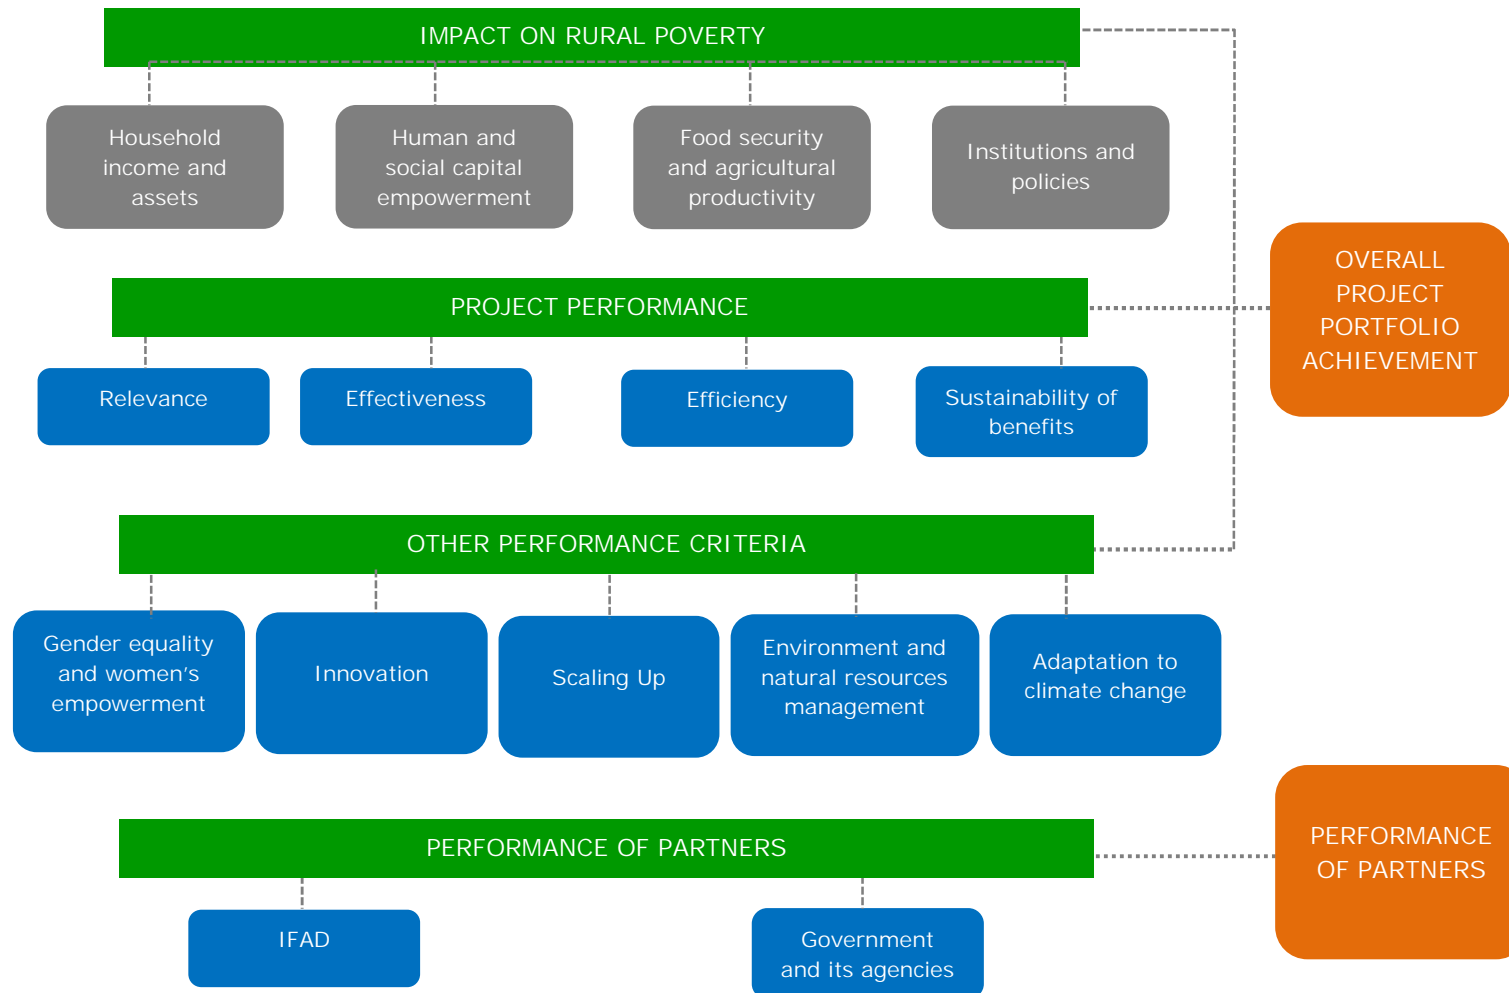 IMPACT ON RURAL POVERTY
Household
income and
assets
Human and
social capital
empowerment
Food security
and agricultural
productivity
Institutions and
policies
PROJECT PERFORMANCE
OVERALL
PROJECT
PORTFOLIO
ACHIEVEMENT
Relevance
Effectiveness
Efficiency
Sustainability of
benefits
OTHER PERFORMANCE CRITERIA
Gender equality
and women’s
empowerment
Innovation
Scaling Up
Environment and
natural resources
management
Adaptation to
climate change
PERFORMANCE OF PARTNERS
PERFORMANCE
OF PARTNERS
IFAD
Government
and its agencies